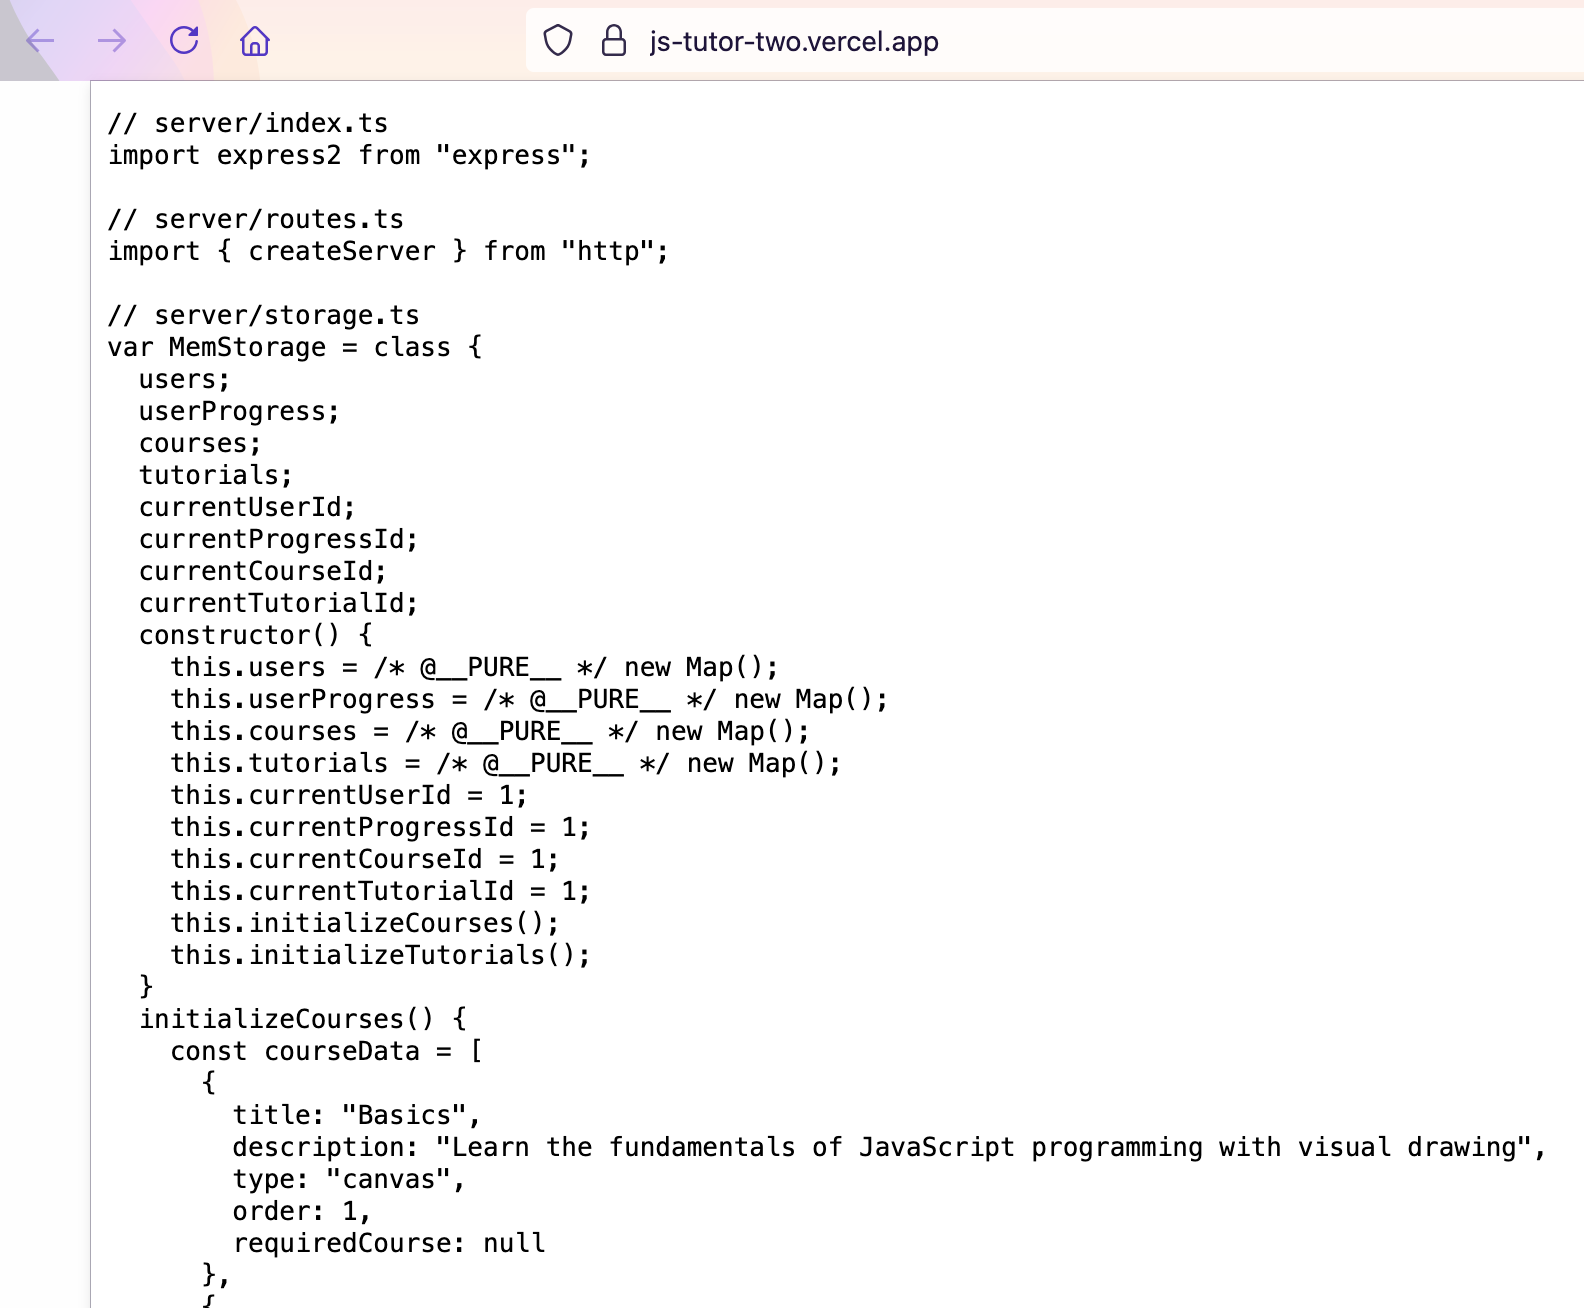 js-tutor-two.vercel.app
// server/index.ts
import express2 from "express";
// server/routes.ts
import { createServer } from "http";
// server/storage.ts
var MemStorage = class {
  users;
  userProgress;
  courses;
  tutorials;
  currentUserId;
  currentProgressId;
  currentCourseId;
  currentTutorialId;
  constructor() {
    this.users = /* @__PURE__ */ new Map();
    this.userProgress = /* @__PURE__ */ new Map();
    this.courses = /* @__PURE__ */ new Map();
    this.tutorials = /* @__PURE__ */ new Map();
    this.currentUserId = 1;
    this.currentProgressId = 1;
    this.currentCourseId = 1;
    this.currentTutorialId = 1;
    this.initializeCourses();
    this.initializeTutorials();
  }
  initializeCourses() {
    const courseData = [
      {
        title: "Basics",
        description: "Learn the fundamentals of JavaScript programming with visual drawing",
        type: "canvas",
        order: 1,
        requiredCourse: null
      },
      {